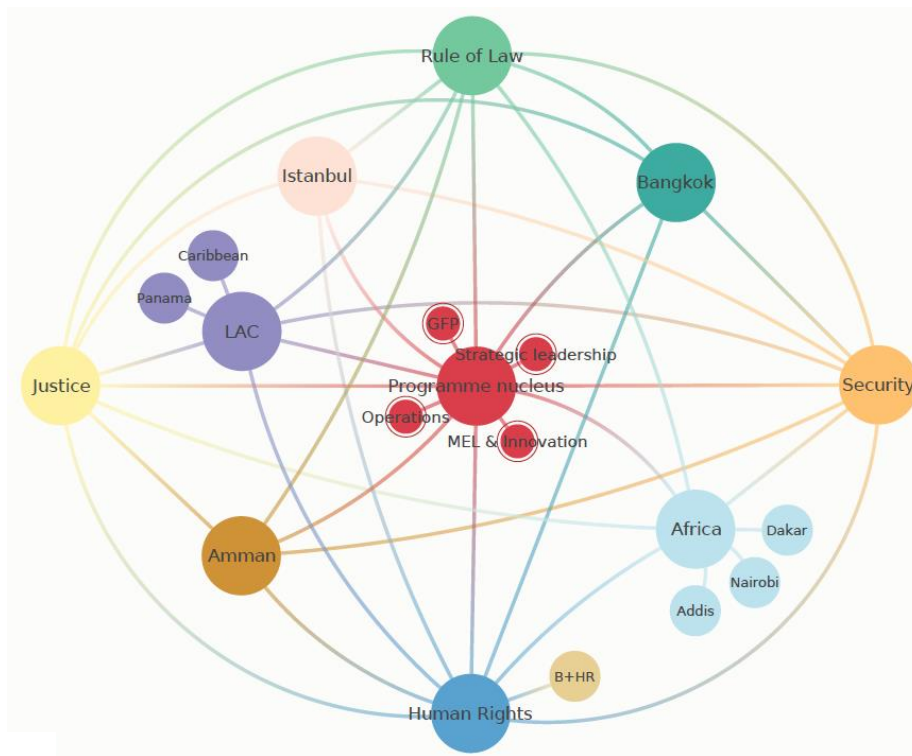 Rule of Law
Istanbul
Bangkok
Caribbean
Panama
LAC
GFP
Strategic leadership
Justice
Programme nucleus
Security
Operations
MEL & Innovation
Africa
Dakar
Amman
Nairobi
Addis
B+HR
Human Rights